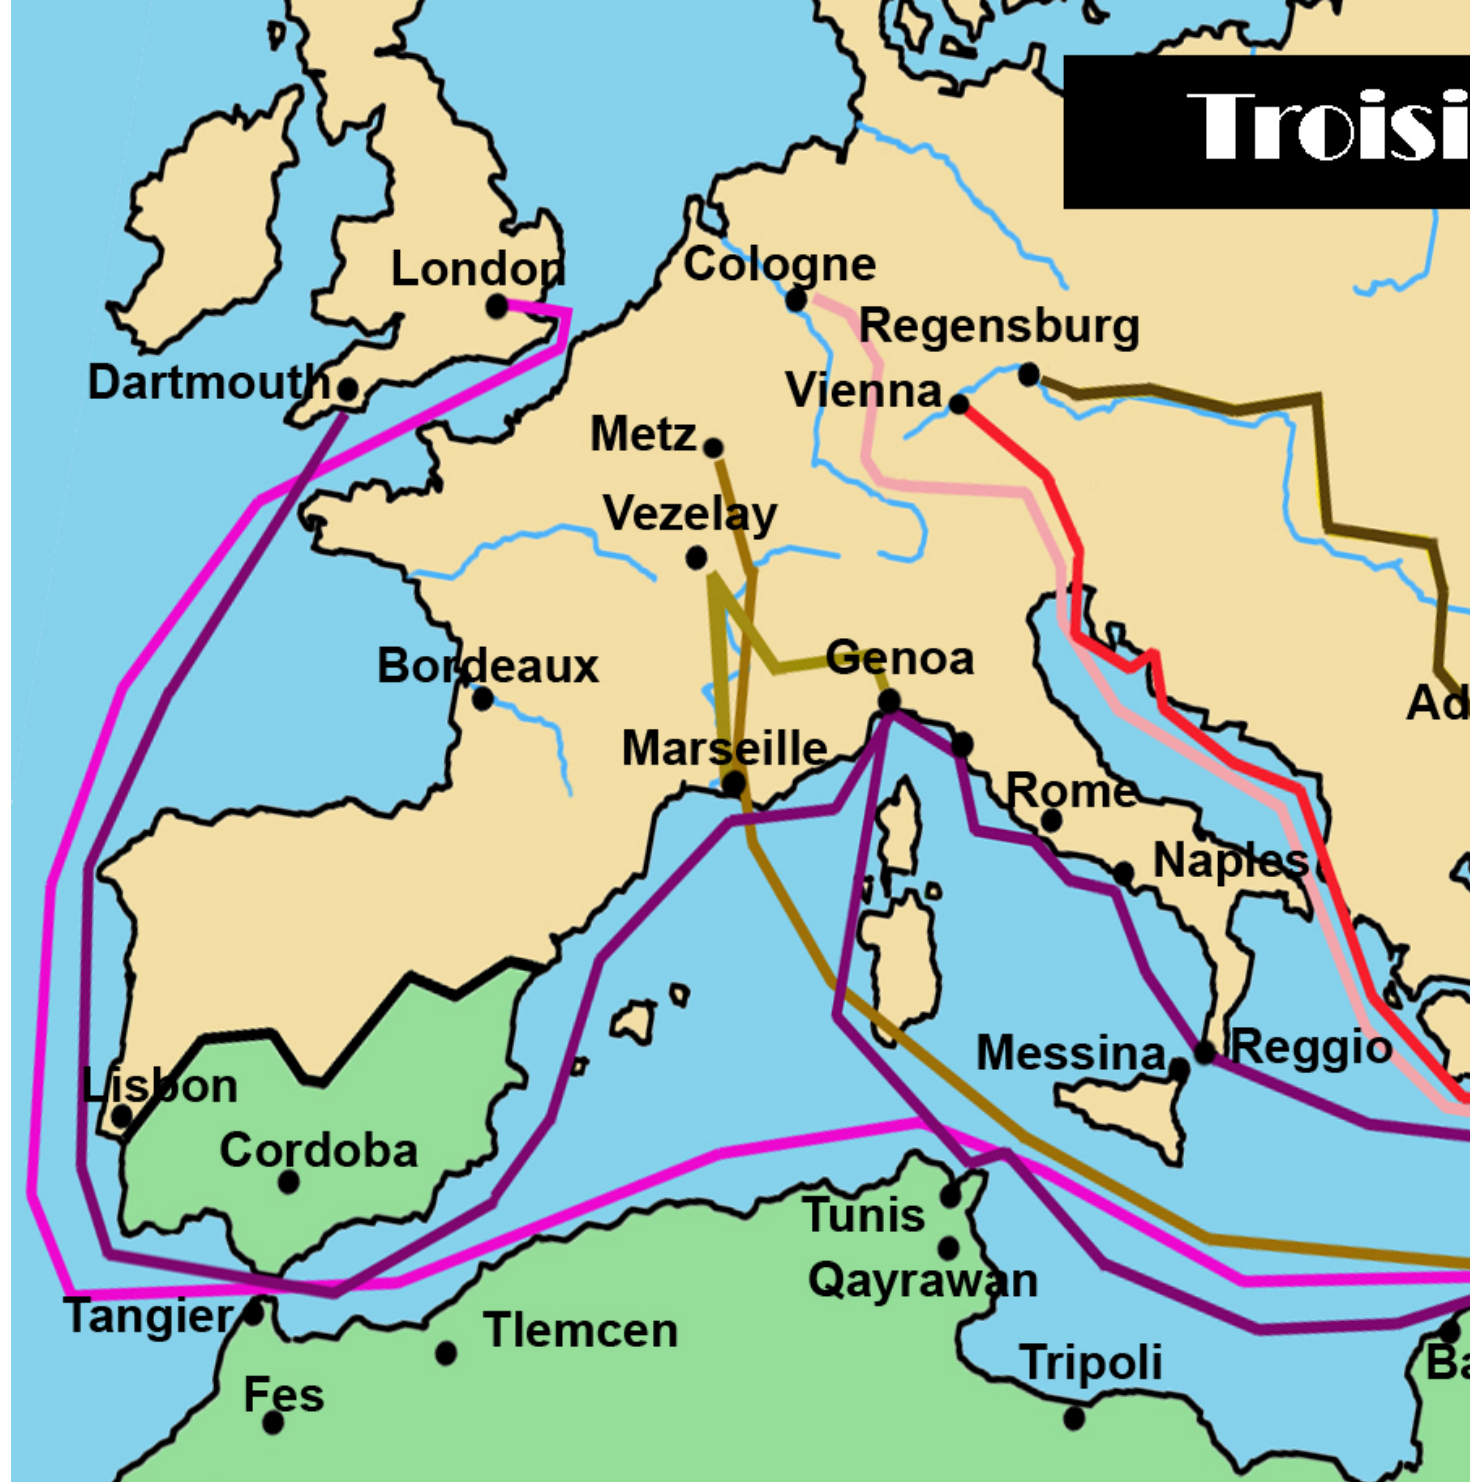 Troisi
London
Cologne
Regensburg
Dartmouth
Vienna
Metz
Vezelay
Genoa
Bordeaux
Ad
Marseille
Rome
Naples
Messina
Reggio
Lisbon
Cordoba
Tunis
Qayrawan
Tangier
Tlemcen
Tripoli
Ba
Fes